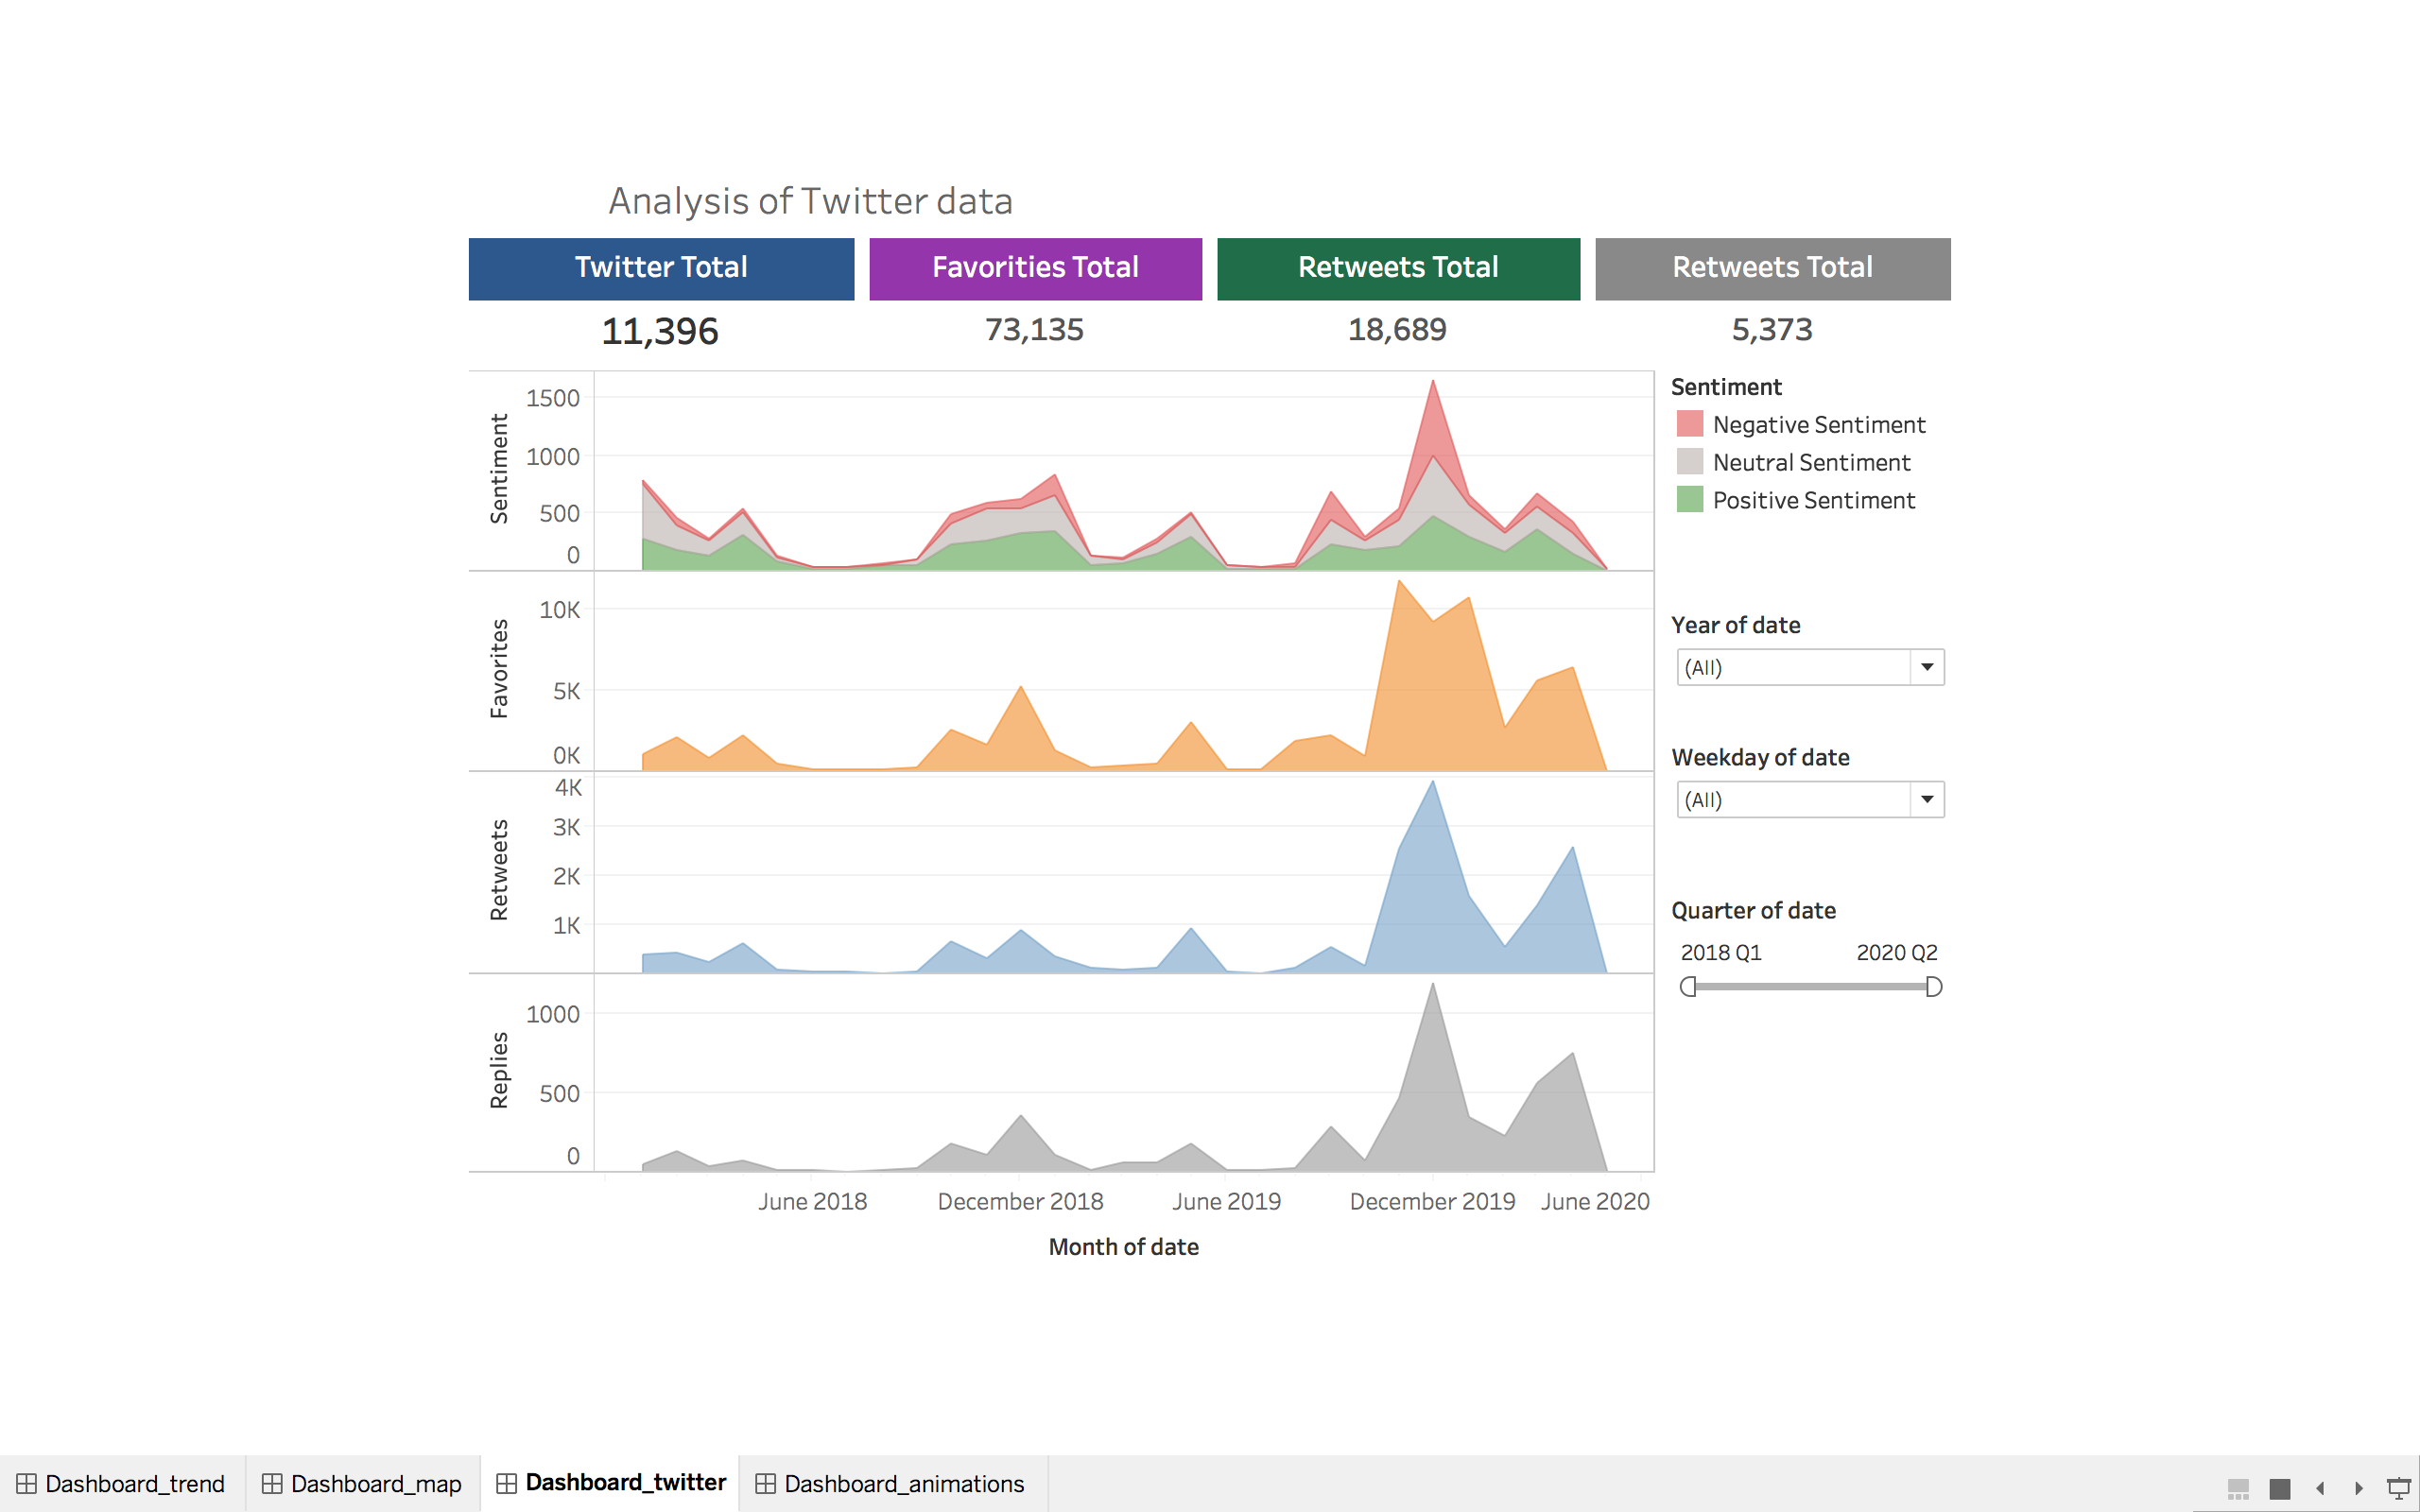 Analysis of Twitter data
Twitter Total
Favorities Total
Retweets Total
Retweets Total
11,396
73,135
18,689
5,373
Sentiment
1500
1000
500
0
Favorites
10K
5K
0K
Retweets
4K
3K
2K
1K
Replies
1000
500
0
June 2018
December 2018
June 2019
December 2019
June 2020
Month of date
Sentiment
Negative Sentiment
Neutral Sentiment
Positive Sentiment
Year of date
(All)
Weekday of date
(All)
Quarter of date
2018 Q1
2020 Q2
Dashboard_trend
Dashboard_map
Dashboard_twitter
Dashboard_animations